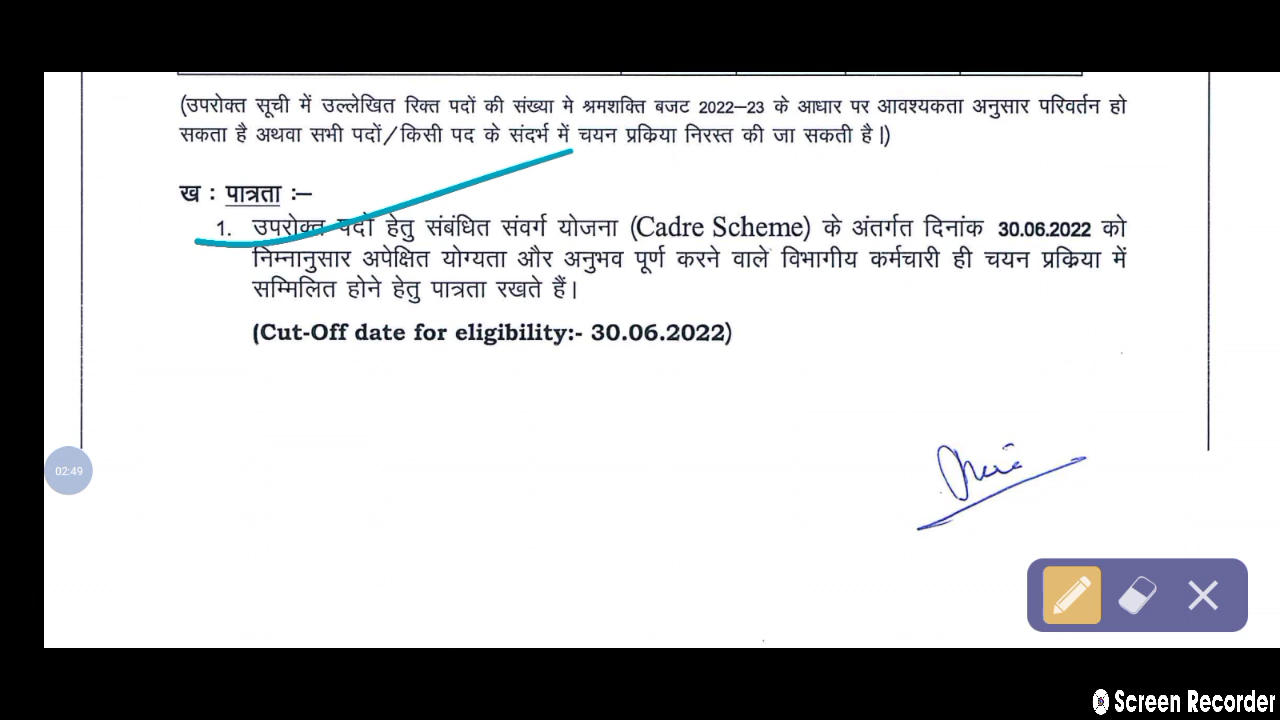 (उपरोक्त सूची में उल्लेखित रिक्त पदों की संख्या मे श्रमशक्ति बजट 2022–23 के आधार पर आवश्यकता अनुसार परिवर्तन हो
सकता है अथवा सभी पदों/किसी पद के संदर्भ में चयन प्रक्रिया निरस्त की जा सकती है।)
ख : पात्रता :–
1. उपरोक्त पदों हेतु संबंधित संवर्ग योजना (Cadre Scheme) के अंतर्गत दिनांक 30.06.2022 को
निम्नानुसार अपेक्षित योग्यता और अनुभव पूर्ण करने वाले विभागीय कर्मचारी ही चयन प्रक्रिया में
सम्मिलित होने हेतु पात्रता रखते हैं।
(Cut-Off date for eligibility:- 30.06.2022)
02:49
Screen Recorder